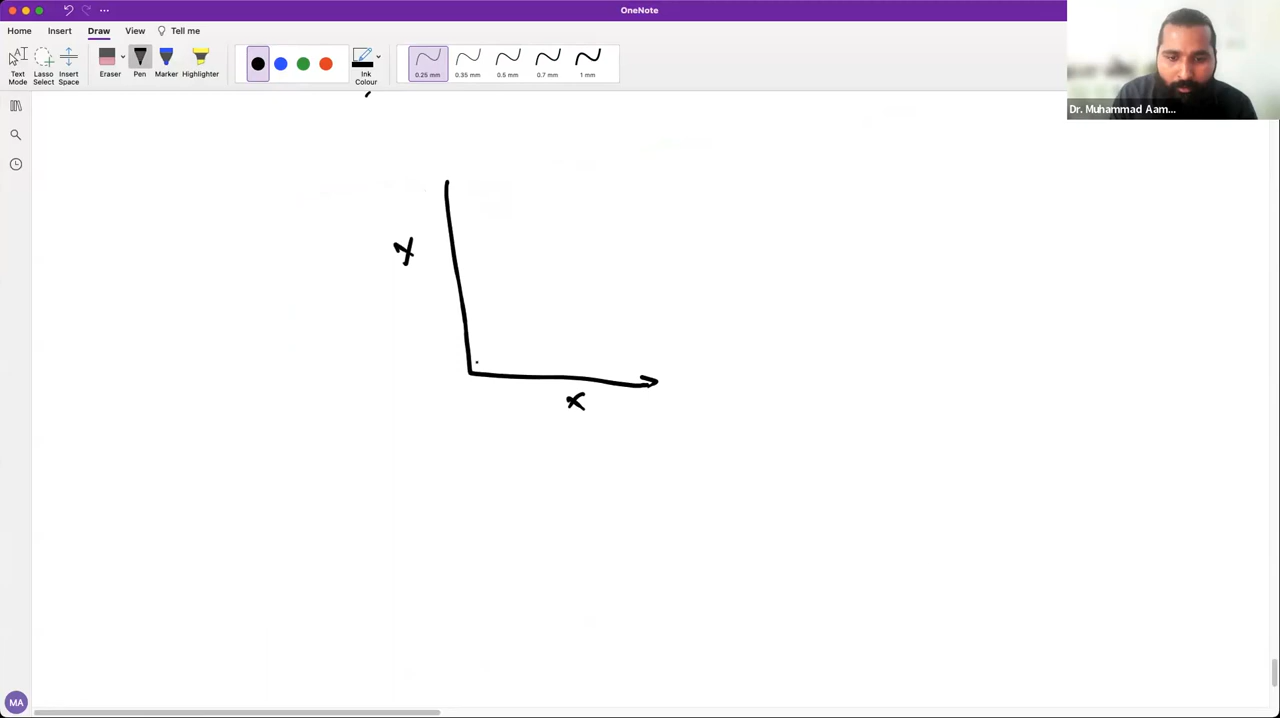 OneNote
Home Insert Draw View Tell me
Text Mode
Lasso Select
Insert Space
Eraser
Pen
Marker
Highlighter
Ink Colour
0.25 mm
0.35 mm
0.5 mm
0.7 mm
1 mm
Dr. Muhammad Aam...
y
x
MA